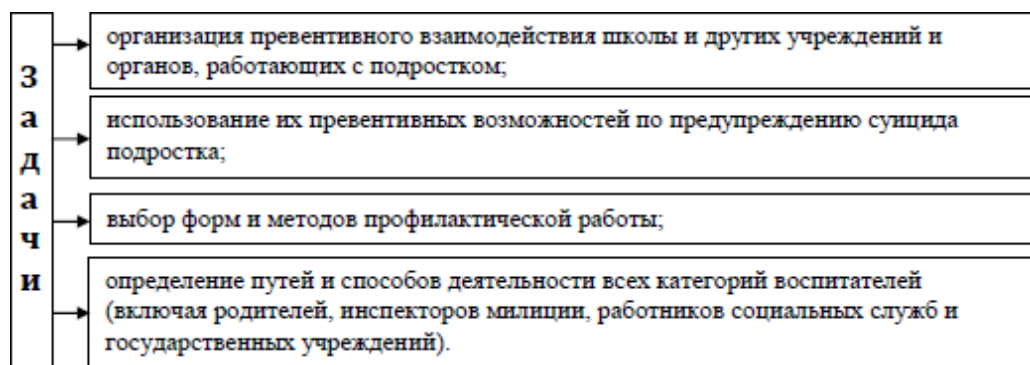 Задачи
организация превентивного взаимодействия школы и других учреждений и
органов, работающих с подростком;
использование их превентивных возможностей по предупреждению суицида
подростка;
выбор форм и методов профилактической работы;
определение путей и способов деятельности всех категорий воспитателей
(включая родителей, инспекторов милиции, работников социальных служб и
государственных учреждений).